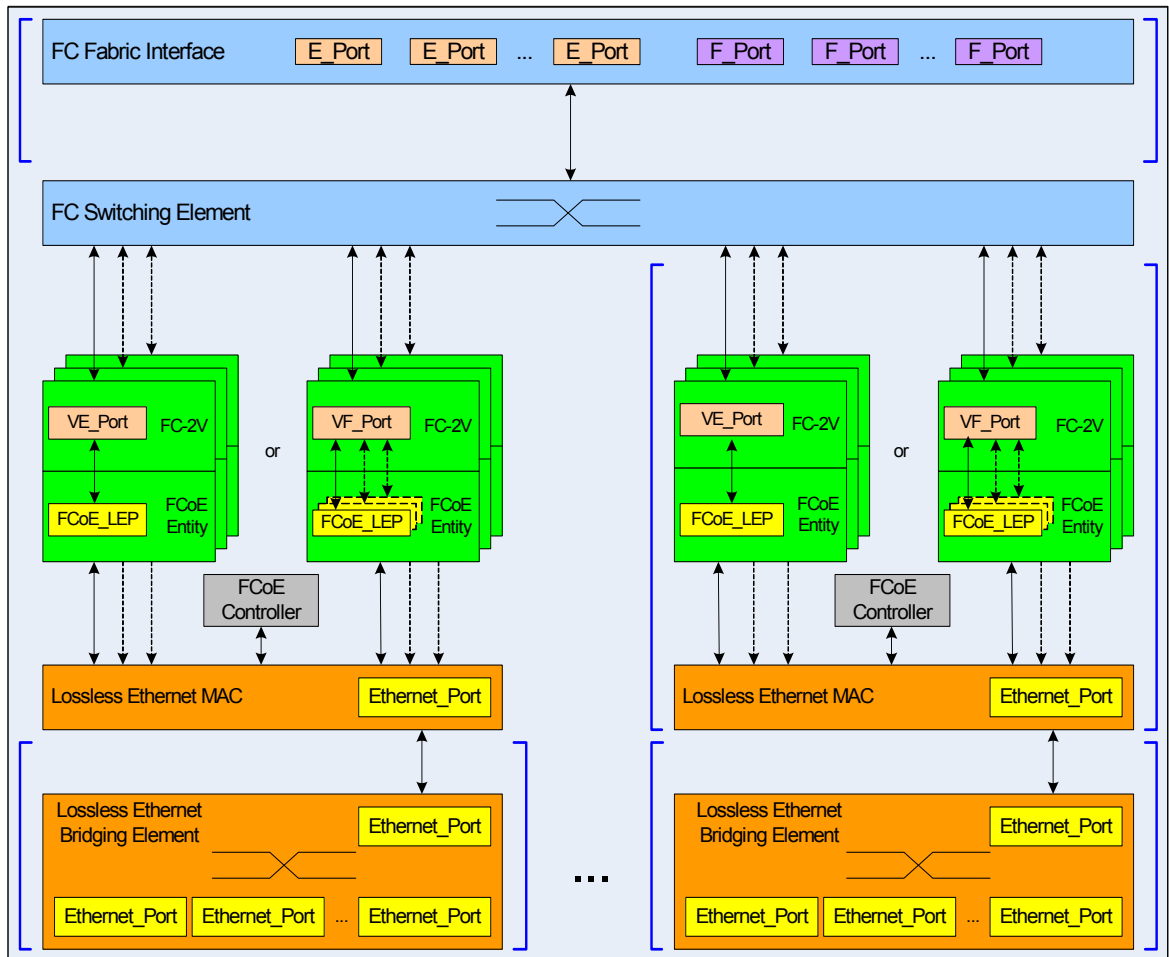 FC Fabric Interface
E_Port E_Port ... E_Port F_Port F_Port ... F_Port
FC Switching Element
VE_Port FC-2V
or
VF_Port FC-2V
VE_Port FC-2V
or
VF_Port FC-2V
FCoE_LEP FCoE
Entity
FCoE_LEP FCoE
Entity
FCoE_LEP FCoE
Entity
FCoE_LEP FCoE
Entity
FCoE
Controller
FCoE
Controller
Lossless Ethernet MAC Ethernet_Port
Lossless Ethernet MAC Ethernet_Port
Lossless Ethernet
Bridging Element
Ethernet_Port
Ethernet_Port Ethernet_Port ... Ethernet_Port
...
Lossless Ethernet
Bridging Element
Ethernet_Port
Ethernet_Port Ethernet_Port ... Ethernet_Port